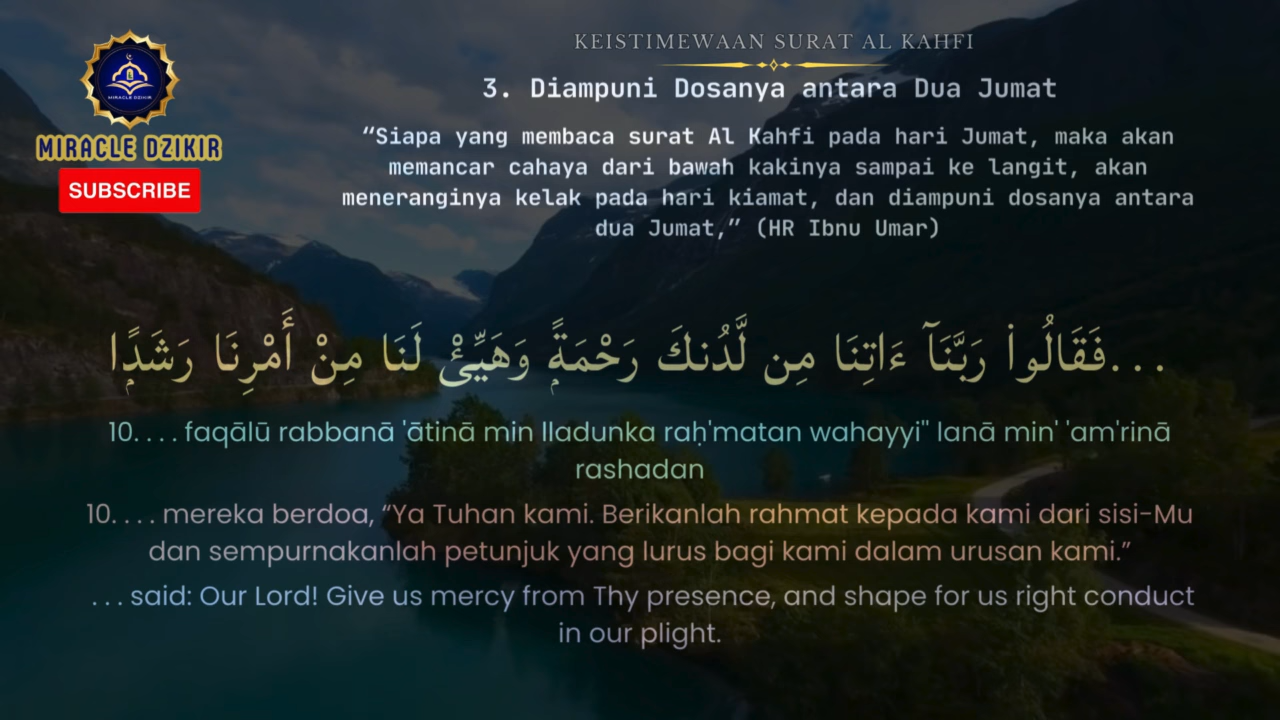 KEISTIMEWAAN SURAT AL KAHFI
3. Diampuni Dosanya antara Dua Jumat
“Siapa yang membaca surat Al Kahfi pada hari Jumat, maka akan
memancar cahaya dari bawah kakinya sampai ke langit, akan
meneranginya kelak pada hari kiamat, dan diampuni dosanya antara
dua Jumat,” (HR Ibnu Umar)
MIRACLE DZIKIR
MIRACLE DZIKIR
SUBSCRIBE
...فَقَالُوا۟ رَبَّنَآ ءَاتِنَا مِن لَّدُنكَ رَحْمَةًۭ وَهَيِّئْ لَنَا مِنْ أَمْرِنَا رَشَدًۭا
10. . . . faqālū rabbanā 'ātinā min lladunka raḥ'matan wahayyi'' lanā min' 'am'rinā
rashadan
10. . . . mereka berdoa, “Ya Tuhan kami. Berikanlah rahmat kepada kami dari sisi-Mu
dan sempurnakanlah petunjuk yang lurus bagi kami dalam urusan kami.”
. . . said: Our Lord! Give us mercy from Thy presence, and shape for us right conduct
in our plight.